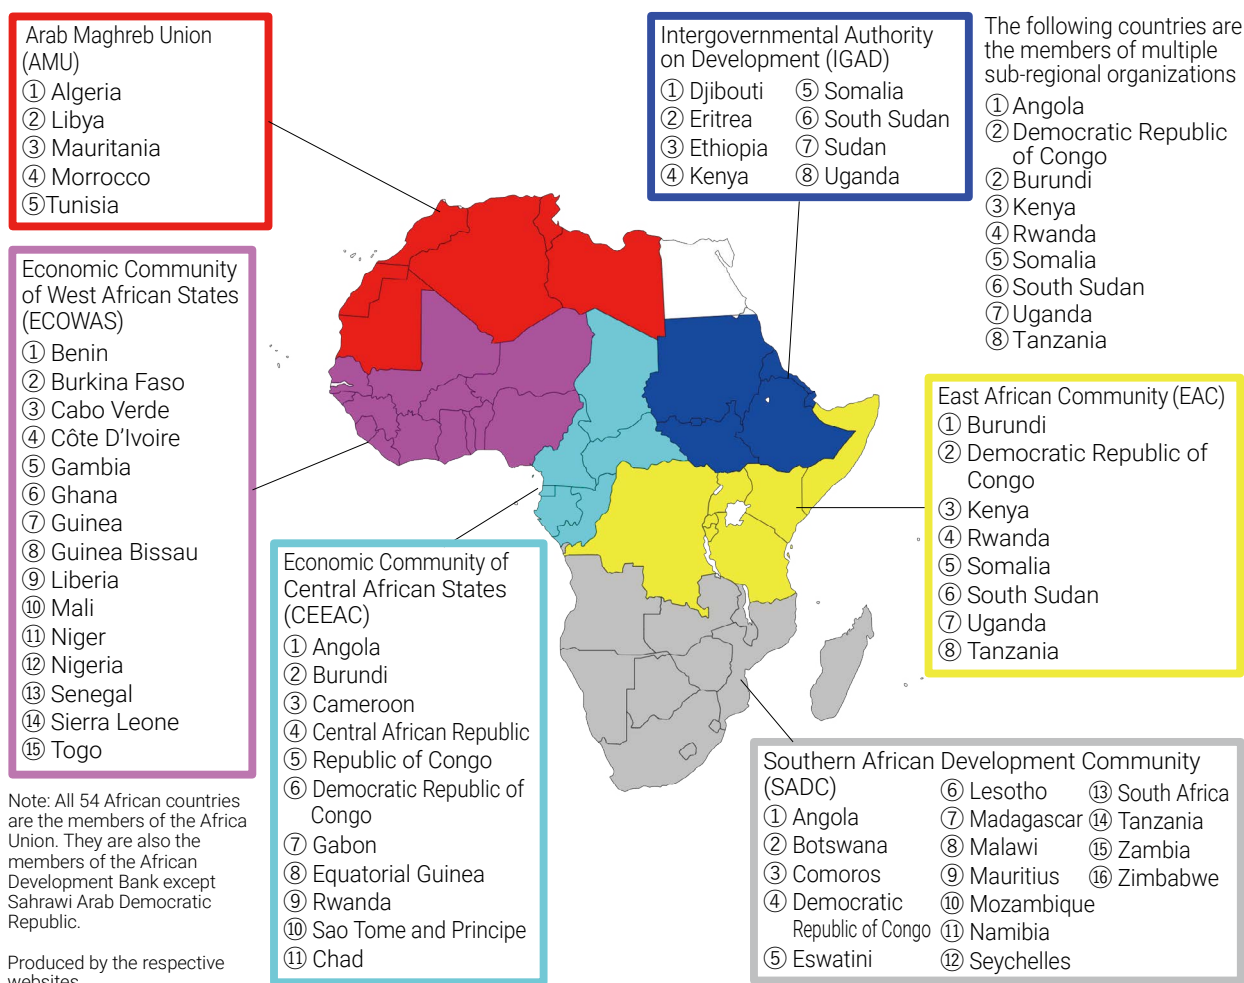 Arab Maghreb Union
(AMU)
① Algeria
② Libya
③ Mauritania
④ Morrocco
⑤Tunisia
Economic Community
of West African States
(ECOWAS)
① Benin
② Burkina Faso
③ Cabo Verde
④ Côte D'Ivoire
⑤ Gambia
⑥ Ghana
⑦ Guinea
⑧ Guinea Bissau
⑨ Liberia
⑩ Mali
⑪ Niger
⑫ Nigeria
⑬ Senegal
⑭ Sierra Leone
⑮ Togo
Note: All 54 African countries
are the members of the Africa
Union. They are also the
members of the African
Development Bank except
Sahrawi Arab Democratic
Republic.
Produced by the respective
websites
Economic Community of
Central African States
(CEEAC)
① Angola
② Burundi
③ Cameroon
④ Central African Republic
⑤ Republic of Congo
⑥ Democratic Republic of
Congo
⑦ Gabon
⑧ Equatorial Guinea
⑨ Rwanda
⑩ Sao Tome and Principe
⑪ Chad
Intergovernmental Authority
on Development (IGAD)
① Djibouti
② Eritrea
③ Ethiopia
④ Kenya
⑤ Somalia
⑥ South Sudan
⑦ Sudan
⑧ Uganda
The following countries are
the members of multiple
sub-regional organizations
① Angola
② Democratic Republic
of Congo
② Burundi
③ Kenya
④ Rwanda
⑤ Somalia
⑥ South Sudan
⑦ Uganda
⑧ Tanzania
East African Community (EAC)
① Burundi
② Democratic Republic of
Congo
③ Kenya
④ Rwanda
⑤ Somalia
⑥ South Sudan
⑦ Uganda
⑧ Tanzania
Southern African Development Community
(SADC)
① Angola
② Botswana
③ Comoros
④ Democratic
Republic of Congo
⑤ Eswatini
⑥ Lesotho
⑦ Madagascar
⑧ Malawi
⑨ Mauritius
⑩ Mozambique
⑪ Namibia
⑫ Seychelles
⑬ South Africa
⑭ Tanzania
⑮ Zambia
⑯ Zimbabwe